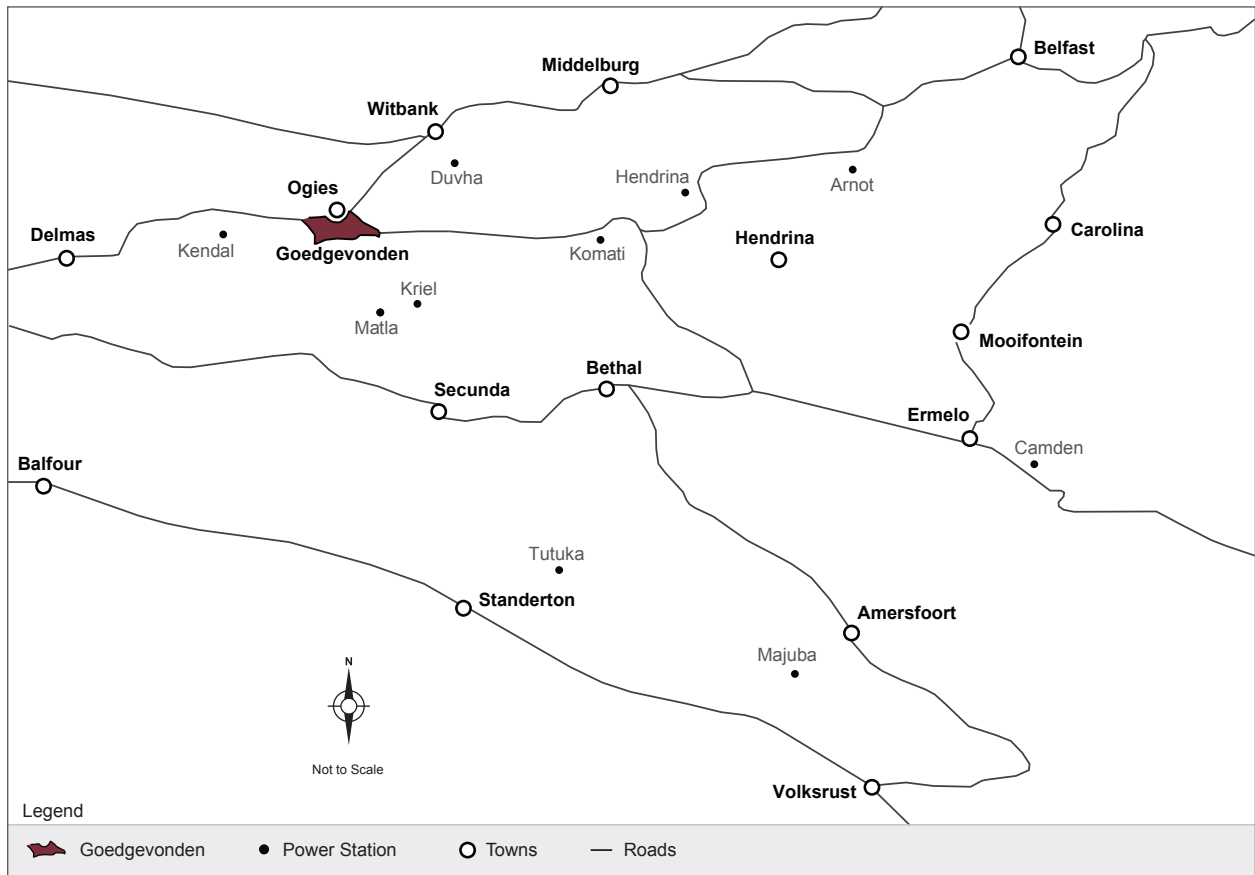 Belfast
Middelburg
Witbank
Duvha
Hendrina
Arnot
Ogies
Delmas
Kendal
Goedgevonden
Komati
Hendrina
Carolina
Kriel
Matla
Mooifontein
Bethal
Secunda
Ermelo
Camden
Balfour
Tutuka
Standerton
Amersfoort
Majuba
N
Not to Scale
Volksrust
Legend
Goedgevonden
Power Station
Towns
Roads